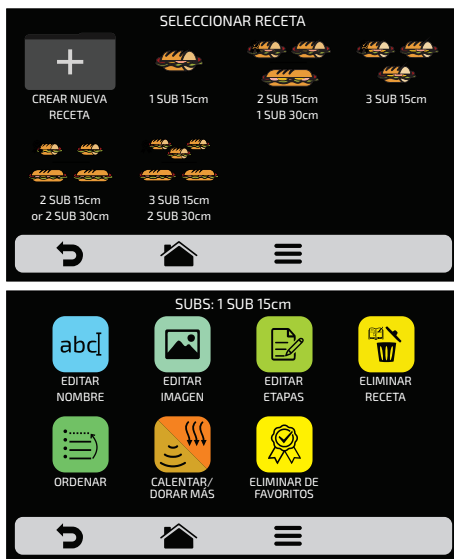 SELECCIONAR RECETA
CREAR NUEVA
RECETA
1 SUB 15cm
2 SUB 15cm
1 SUB 30cm
3 SUB 15cm
2 SUB 15cm
or 2 SUB 30cm
3 SUB 15cm
2 SUB 30cm
SUBS: 1 SUB 15cm
abc
EDITAR
NOMBRE
EDITAR
IMAGEN
EDITAR
ETAPAS
ELIMINAR
RECETA
ORDENAR
CALENTAR/
DORAR MÁS
ELIMINAR DE
FAVORITOS